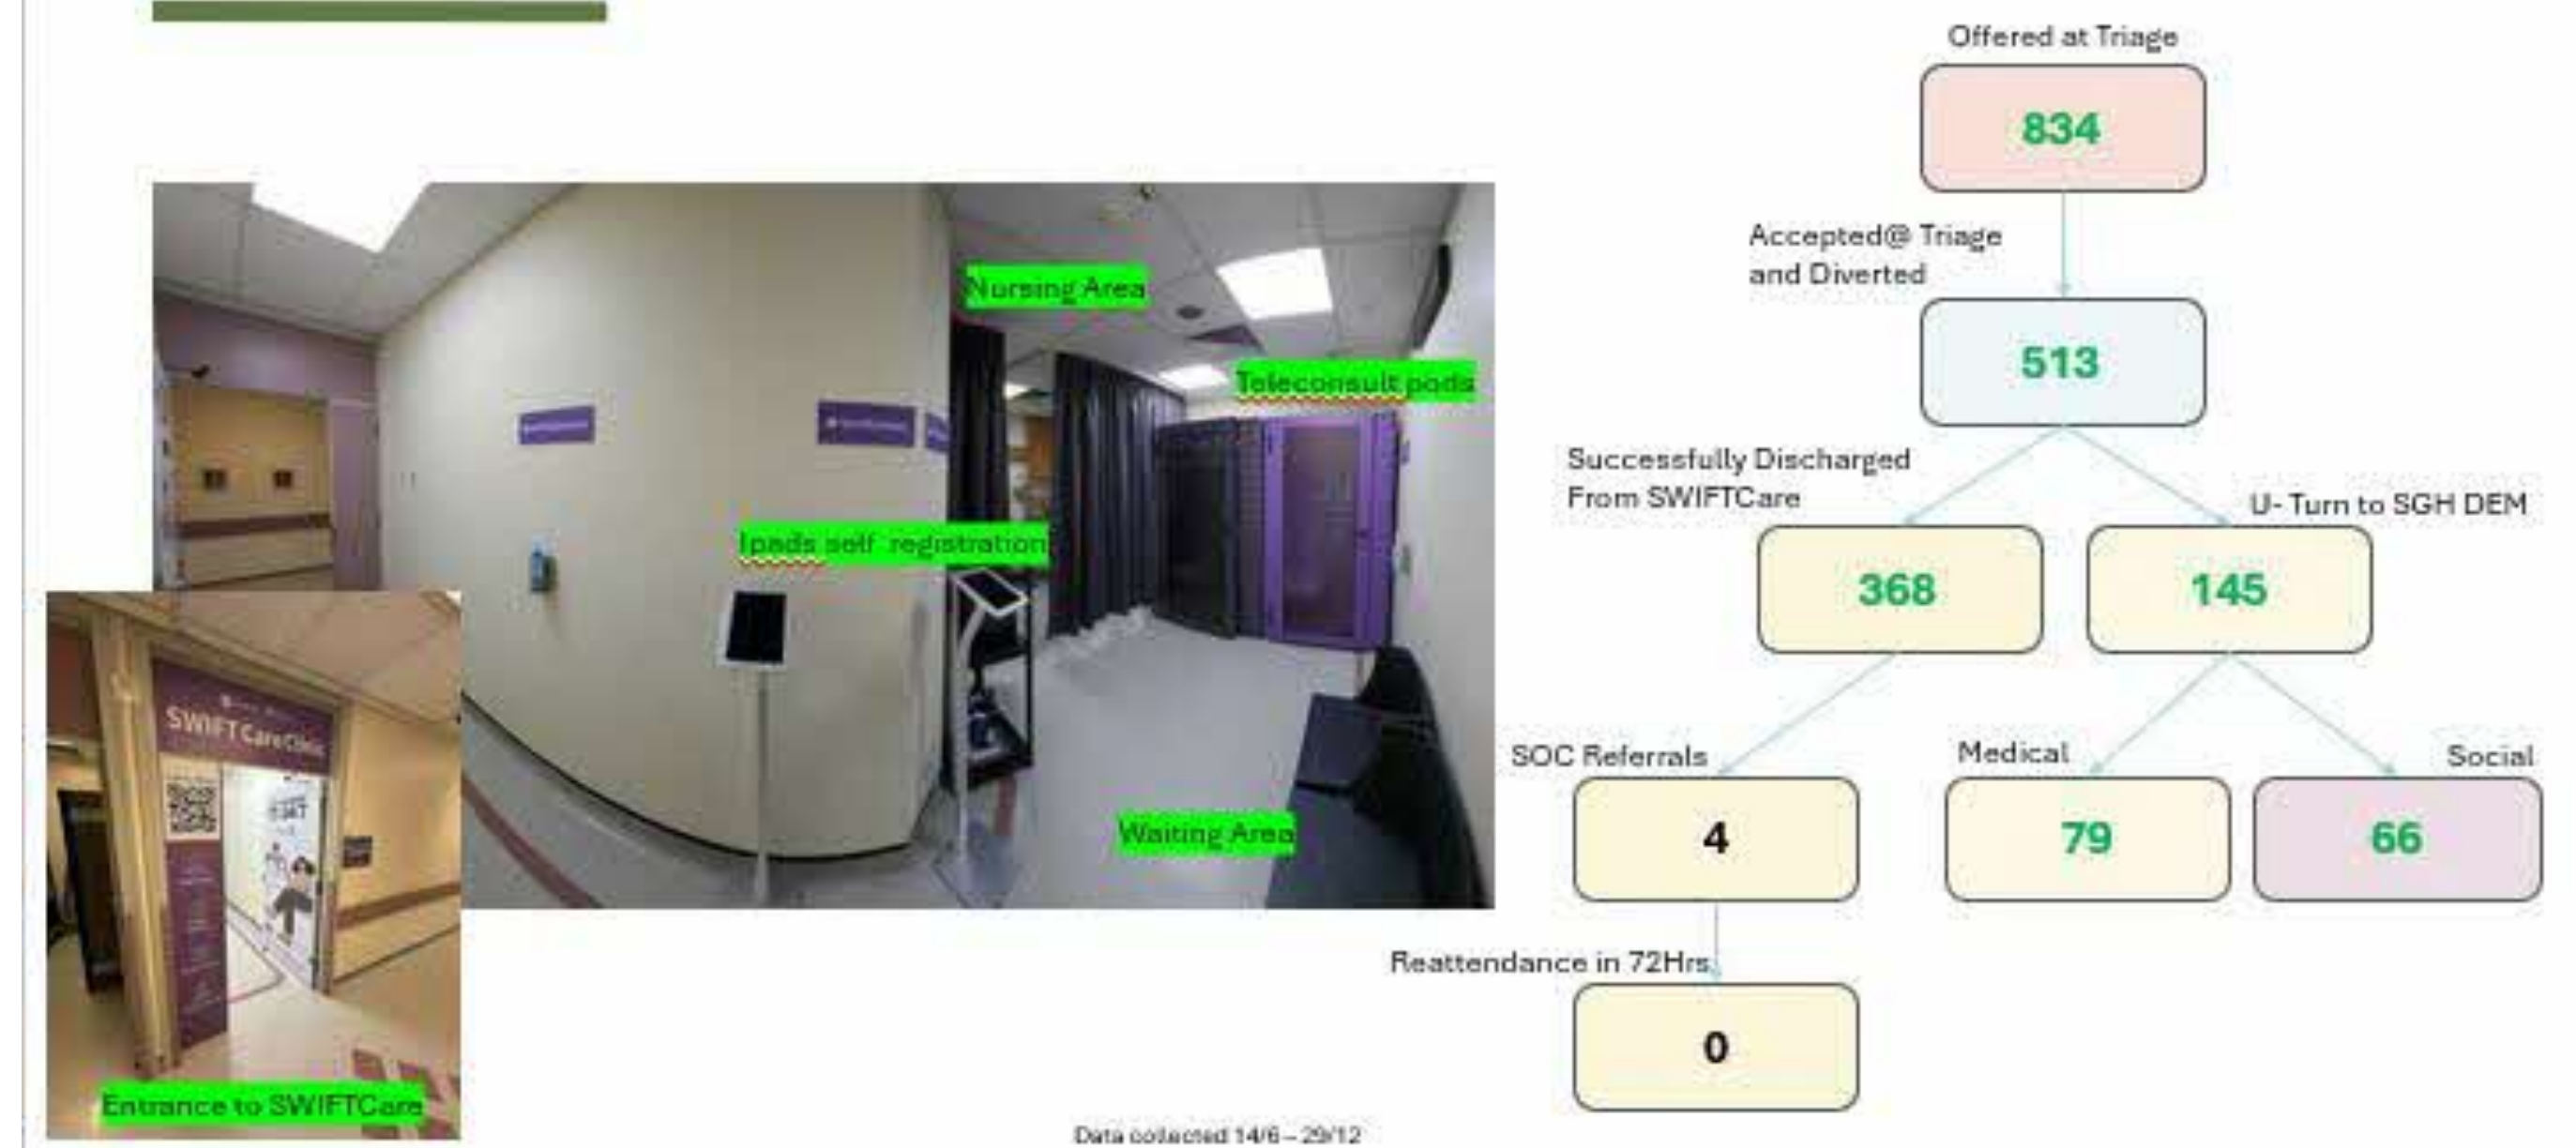 Offered at Triage
834
Accepted@ Triage
and Diverted
513
Successfully Discharged
From SWIFTCare
U- Turn to SGH DEM
368
145
SOC Referrals
Medical
Social
4
79
66
Reattendance in 72Hrs
0
Nursing Area
Teleconsult pods
Ipads self registration
Waiting Area
SWIFTCareClinic
Entrance to SWIFTCare
Data collected 14/6 – 29/12